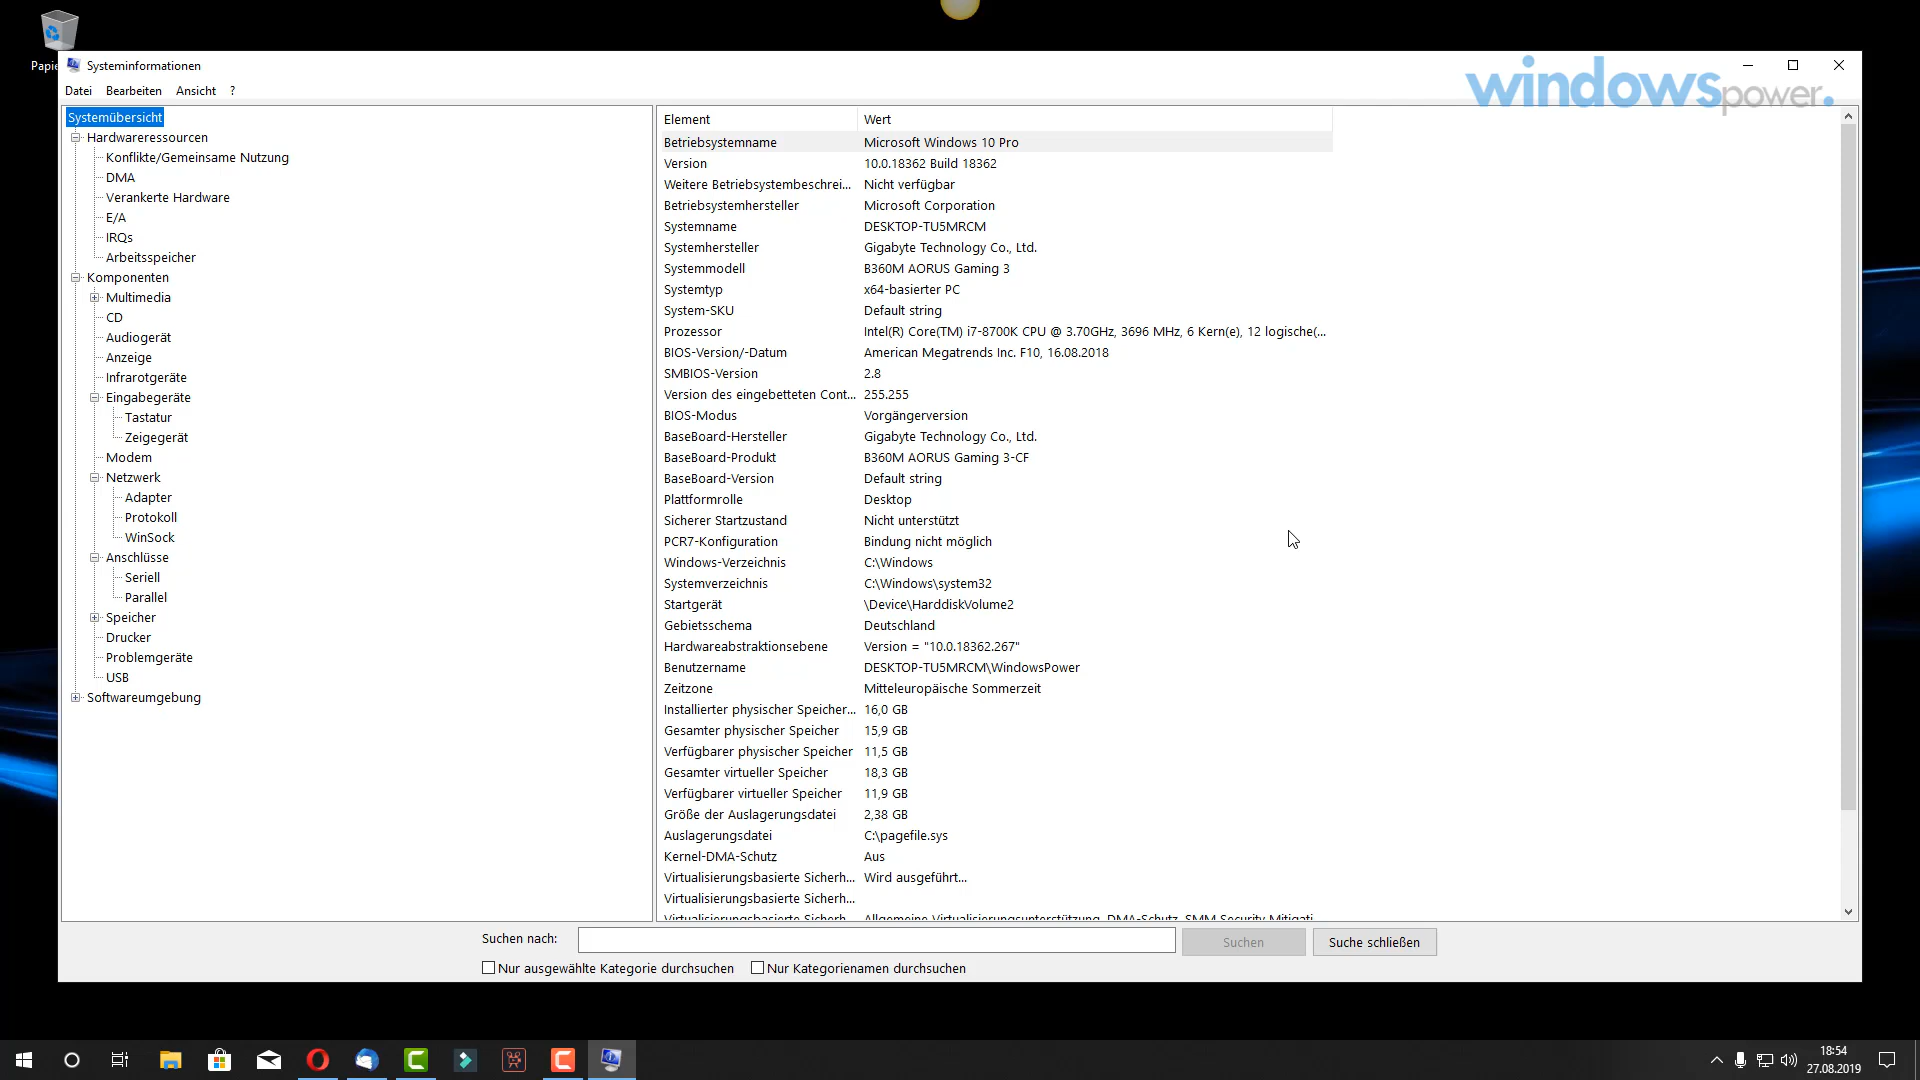 Papie
Systeminformationen
windowspower.
Datei Bearbeiten Ansicht ?
Systemübersicht
Hardwareressourcen
Konflikte/Gemeinsame Nutzung
DMA
Verankerte Hardware
E/A
IRQs
Arbeitsspeicher
Komponenten
Multimedia
CD
Audiogerät
Anzeige
Infrarotgeräte
Eingabegeräte
Tastatur
Zeigegerät
Modem
Netzwerk
Adapter
Protokoll
WinSock
Anschlüsse
Seriell
Parallel
Speicher
Drucker
Problemgeräte
USB
Softwareumgebung
Element Wert
Betriebsystemname Microsoft Windows 10 Pro
Version 10.0.18362 Build 18362
Weitere Betriebsystembeschrei... Nicht verfügbar
Betriebsystemhersteller Microsoft Corporation
Systemname DESKTOP-TU5MRCM
Systemhersteller Gigabyte Technology Co., Ltd.
Systemmodell B360M AORUS Gaming 3
Systemtyp x64-basierter PC
System-SKU Default string
Prozessor Intel(R) Core(TM) i7-8700K CPU @ 3.70GHz, 3696 MHz, 6 Kern(e), 12 logische(...
BIOS-Version/-Datum American Megatrends Inc. F10, 16.08.2018
SMBIOS-Version 2.8
Version des eingebetteten Cont... 255.255
BIOS-Modus Vorgängerversion
BaseBoard-Hersteller Gigabyte Technology Co., Ltd.
BaseBoard-Produkt B360M AORUS Gaming 3-CF
BaseBoard-Version Default string
Plattformrolle Desktop
Sicherer Startzustand Nicht unterstützt
PCR7-Konfiguration Bindung nicht möglich
Windows-Verzeichnis C:\Windows
Systemverzeichnis C:\Windows\system32
Startgerät \Device\HarddiskVolume2
Gebietsschema Deutschland
Hardwareabstraktionsebene Version = "10.0.18362.267"
Benutzername DESKTOP-TU5MRCM\WindowsPower
Zeitzone Mitteleuropäische Sommerzeit
Installierter physischer Speicher... 16,0 GB
Gesamter physischer Speicher 15,9 GB
Verfügbarer physischer Speicher 11,5 GB
Gesamter virtueller Speicher 18,3 GB
Verfügbarer virtueller Speicher 11,9 GB
Größe der Auslagerungsdatei 2,38 GB
Auslagerungsdatei C:\pagefile.sys
Kernel-DMA-Schutz Aus
Virtualisierungsbasierte Sicherh... Wird ausgeführt...
Virtualisierungsbasierte Sicherh...
Virtualisierungsbasierte Sicherh... Allgemeine Virtualisierungsunterstützung, DMA-Schutz, SMM Security Mitigati
Suchen nach: Suchen Suche schließen
Nur ausgewählte Kategorie durchsuchen Nur Kategorienamen durchsuchen
18:54
27.08.2019